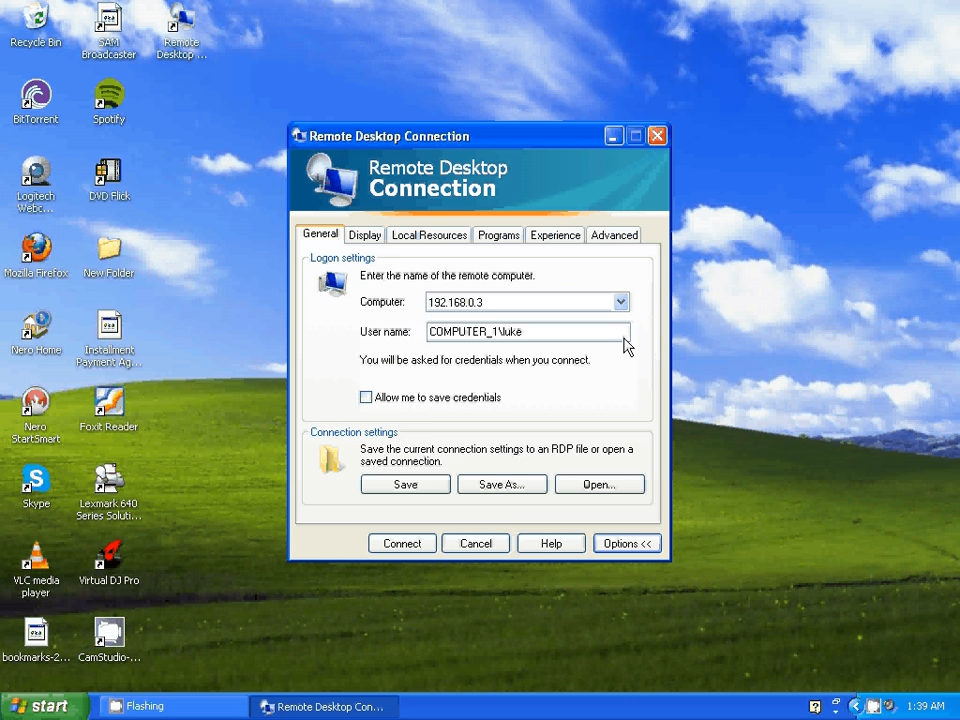 Recycle Bin
SAM
Broadcaster
Remote
Desktop ...
BitTorrent
Spotify
Logitech
Webc...
DVD Flick
Mozilla Firefox
New Folder
Nero Home
Installment
Payment Ag...
Nero
StartSmart
Foxit Reader
Skype
Lexmark 640
Series Soluti...
VLC media
player
Virtual DJ Pro
bookmarks-2...
CamStudio-...
Remote Desktop Connection
Remote Desktop
Connection
General Display Local Resources Programs Experience Advanced
Logon settings
Enter the name of the remote computer.
Computer: 192.168.0.3
User name: COMPUTER_1\luke
You will be asked for credentials when you connect.
Allow me to save credentials
Connection settings
Save the current connection settings to an RDP file or open a
saved connection.
Save Save As... Open...
Connect Cancel Help Options <<
start Flashing Remote Desktop Con... 1:39 AM